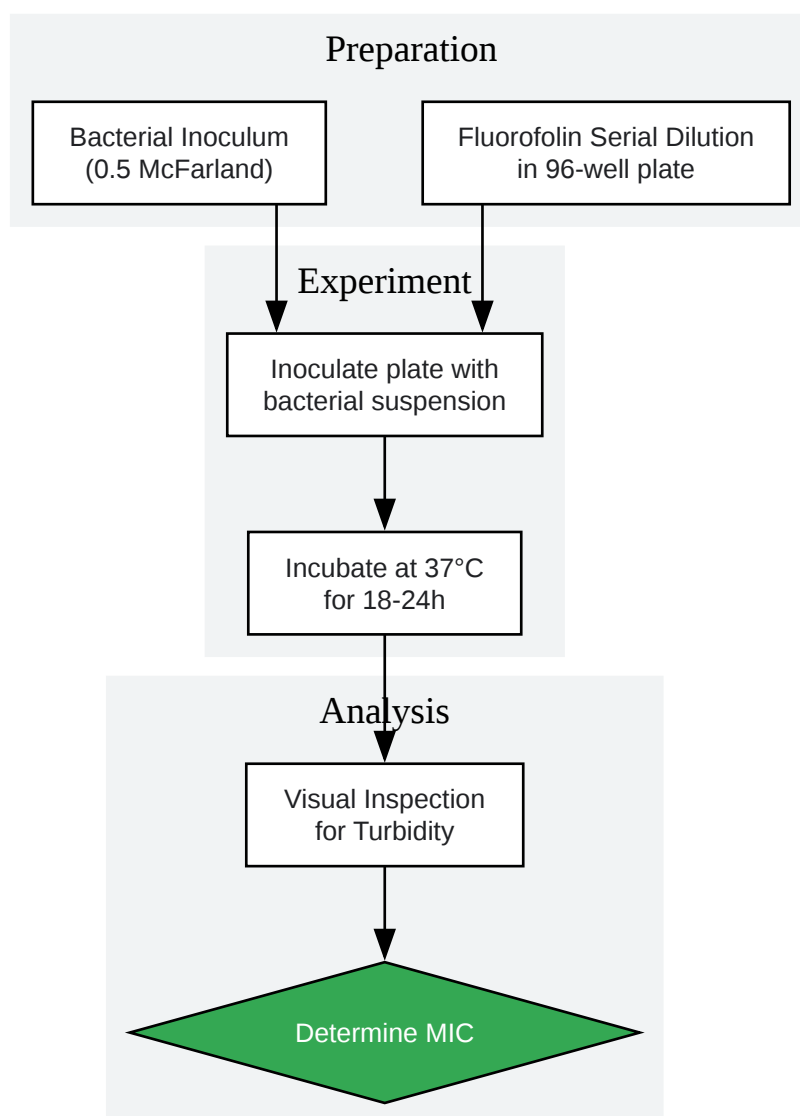 Preparation
Bacterial Inoculum
(0.5 McFarland)
Fluorofolin Serial Dilution
in 96-well plate
Experiment
Inoculate plate with
bacterial suspension
Incubate at 37°C
for 18-24h
Analysis
Visual Inspection
for Turbidity
Determine MIC